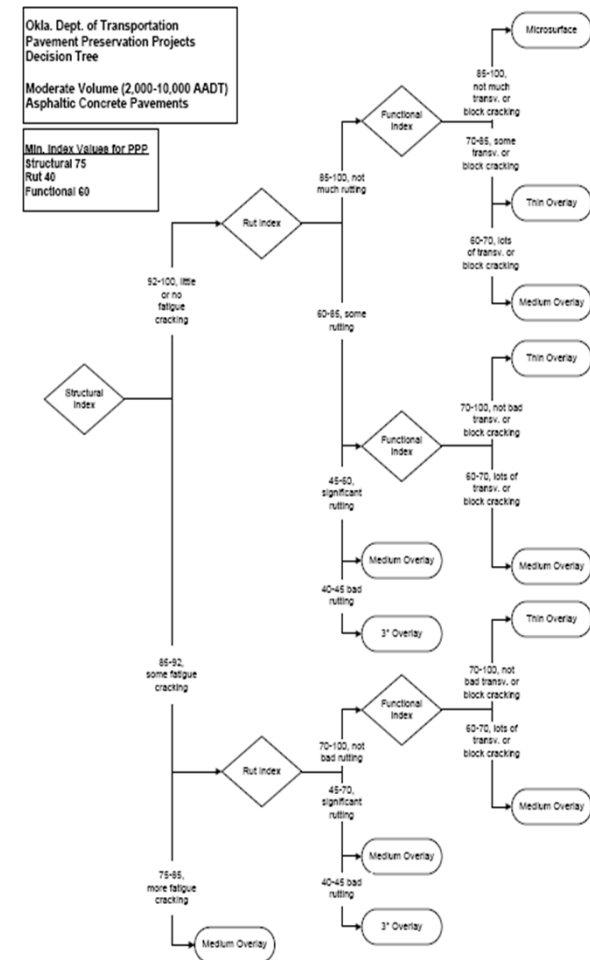 Okla. Dept. of Transportation
Pavement Preservation Projects
Decision Tree
Moderate Volume (2,000-10,000 AADT)
Asphaltic Concrete Pavements
Min. Index Values for PPP
Structural 75
Rut 40
Functional 60
Microsurface
85-100,
not much
transv. or
block cracking
Functional
Index
70-85, some
transv. or
block cracking
85-100, not
much rutting
Thin Overlay
Rut Index
60-70, lots
of transv. or
block cracking
92-100, little
or no
fatigue
cracking
Medium Overlay
60-85, some
rutting
Thin Overlay
Structural
Index
70-100, not bad
transv. or
block cracking
Functional
Index
45-60,
significant
rutting
60-70, lots of
transv. or
block cracking
Medium Overlay
Medium Overlay
40-45 bad
rutting
3" Overlay
Thin Overlay
85-92,
some fatigue
cracking
70-100, not
bad transv. or
block cracking
Functional
Index
60-70, lots of
transv. or
block cracking
70-100, not
bad rutting
Rut Index
45-70,
significant
rutting
Medium Overlay
Medium Overlay
75-85,
more fatigue
cracking
40-45 bad
rutting
3" Overlay
Medium Overlay